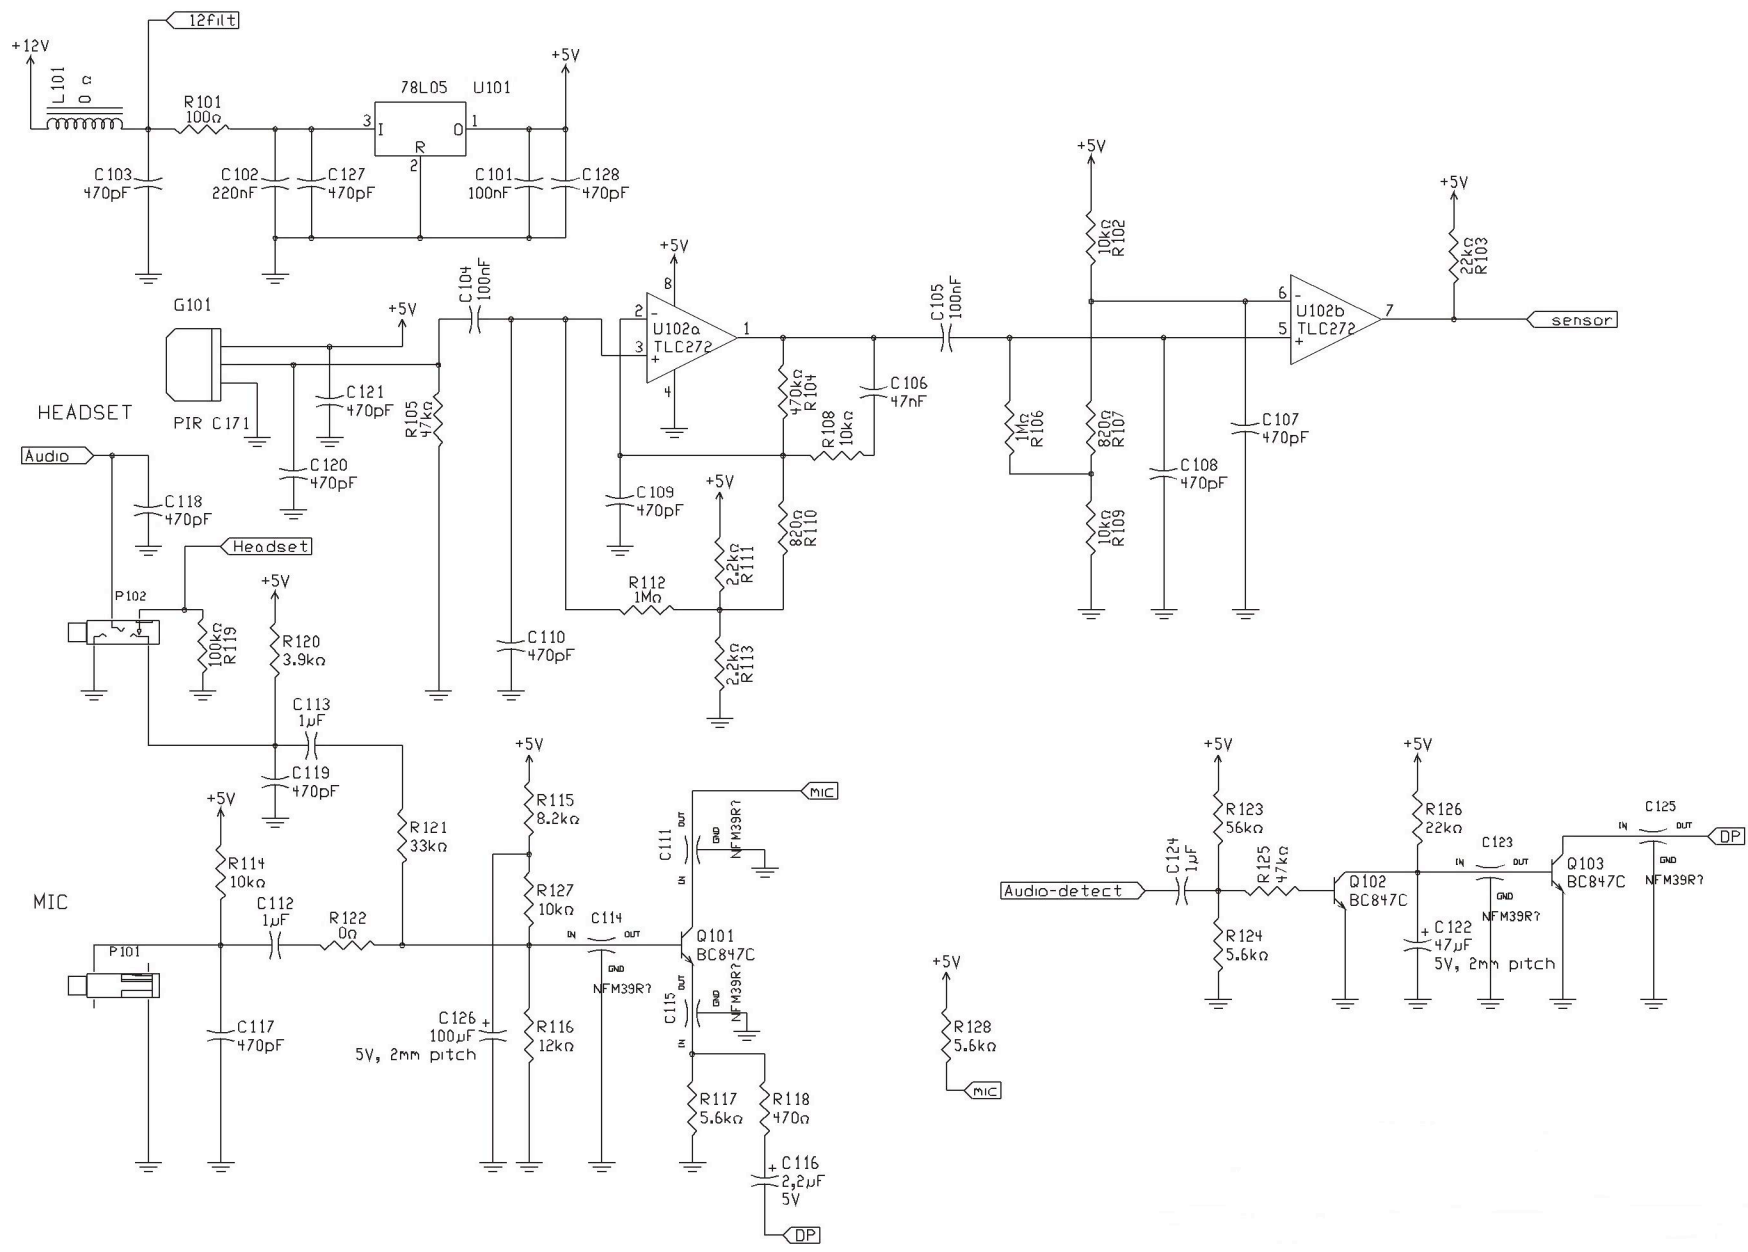 12filt
+12V
L101
0 Ω
R101
100Ω
78L05 U101
+5V
3 I
O 1
R
2
C103
470pF
C102
220nF
C127
470pF
C101
100nF
C128
470pF
G101
PIR C171
+5V
C121
470pF
C120
470pF
R105
47kΩ
C104
100nF
+5V
8
2 -
3 +
U102a
TLC272
1
4
R104
470kΩ
C106
47nF
R108
10kΩ
C109
470pF
+5V
R111
2.2kΩ
R110
820Ω
R112
1MΩ
R113
2.2kΩ
C110
470pF
C105
100nF
+5V
R102
10kΩ
R106
1MΩ
R107
820Ω
R109
10kΩ
C108
470pF
C107
470pF
6 -
5 +
U102b
TLC272
7
+5V
R103
22kΩ
sensor
HEADSET
Audio
C118
470pF
Headset
P102
R119
100kΩ
+5V
R120
3.9kΩ
C113
1µF
C119
470pF
R121
33kΩ
MIC
+5V
R114
10kΩ
P101
C112
1µF
R122
0Ω
C117
470pF
+5V
R115
8.2kΩ
R127
10kΩ
C126 +
100µF
5V, 2mm pitch
R116
12kΩ
C114
IN OUT
GND
NFM39R?
MIC
C111
OUT
GND
NFM39R?
IN
Q101
BC847C
C115
OUT
GND
NFM39R?
IN
R117
5.6kΩ
R118
470Ω
+ C116
2,2µF
5V
DP
+5V
R128
5.6kΩ
MIC
Audio-detect
C124
1µF
+5V
R123
56kΩ
R125
47kΩ
R124
5.6kΩ
Q102
BC847C
+5V
R126
22kΩ
+ C122
47µF
5V, 2mm pitch
C123
IN OUT
GND
NFM39R?
Q103
BC847C
C125
IN OUT
GND
NFM39R?
DP